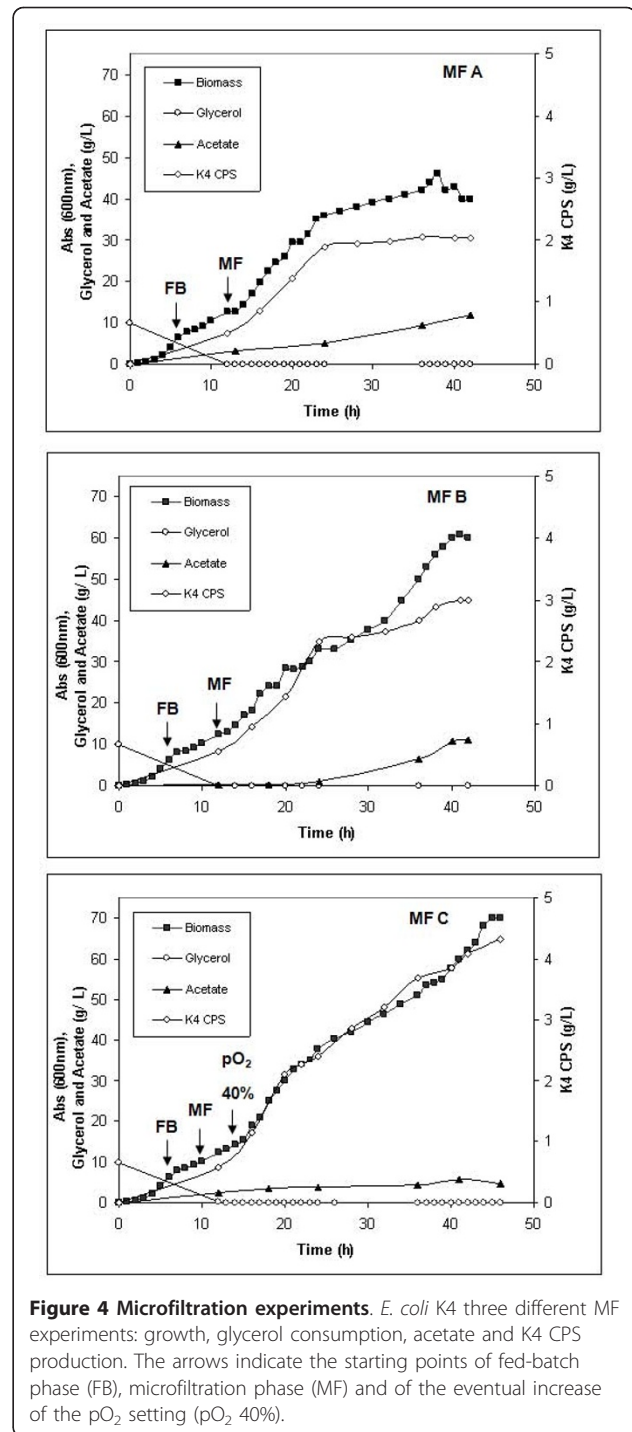 MF A
Biomass
Glycerol
Acetate
K4 CPS
FB
MF
Abs (600nm),
Glycerol and Acetate (g/L)
70
60
50
40
30
20
10
0
5
4
3
2
1
0
K4 CPS (g/L)
0 10 20 30 40 50
Time (h)
MF B
Biomass
Glycerol
Acetate
K4 CPS
FB
MF
Abs (600nm),
Glycerol and Acetate (g/ L)
70
60
50
40
30
20
10
0
5
4
3
2
1
0
K4 CPS (g/L)
0 10 20 30 40 50
Time (h)
MF C
Biomass
Glycerol
Acetate
K4 CPS
pO2
40%
FB
MF
Abs (600nm),
Glycerol and Acetate (g/ L)
70
60
50
40
30
20
10
0
5
4
3
2
1
0
K4 CPS (g/L)
0 10 20 30 40 50
Time (h)
Figure 4 Microfiltration experiments. E. coli K4 three different MF
experiments: growth, glycerol consumption, acetate and K4 CPS
production. The arrows indicate the starting points of fed-batch
phase (FB), microfiltration phase (MF) and of the eventual increase
of the pO2 setting (pO2 40%).